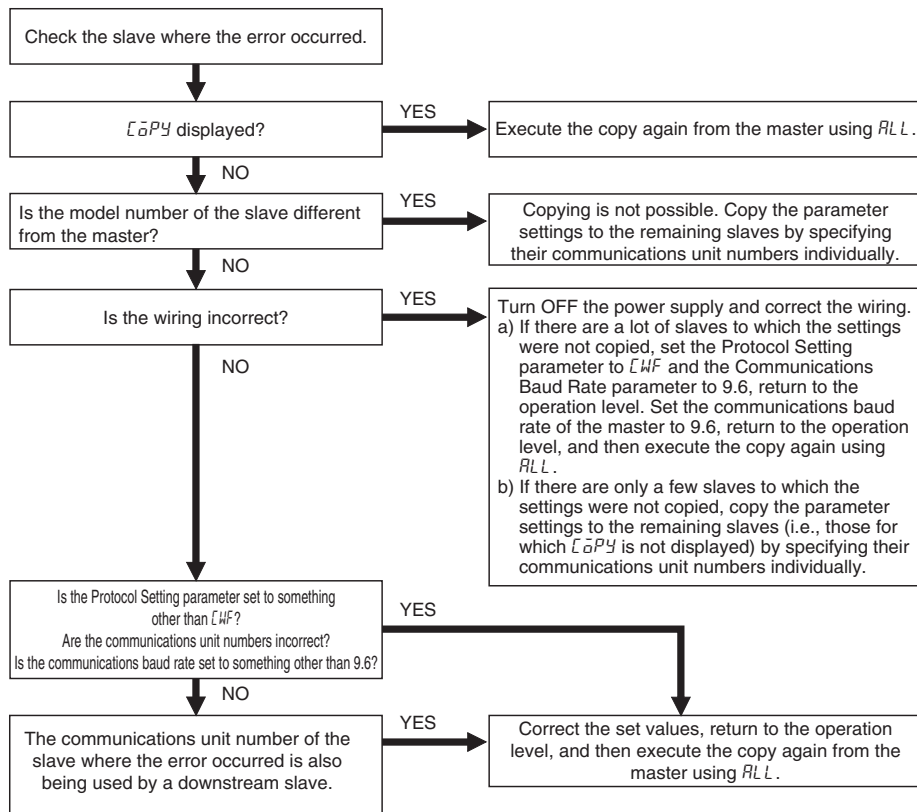 Check the slave where the error occurred.
CoPY displayed?
YES
Execute the copy again from the master using ALL.
NO
Is the model number of the slave different
from the master?
YES
Copying is not possible. Copy the parameter
settings to the remaining slaves by specifying
their communications unit numbers individually.
NO
Is the wiring incorrect?
YES
Turn OFF the power supply and correct the wiring.
a) If there are a lot of slaves to which the settings
were not copied, set the Protocol Setting
parameter to CWF and the Communications
Baud Rate parameter to 9.6, return to the
operation level. Set the communications baud
rate of the master to 9.6, return to the operation
level, and then execute the copy again using
ALL.
b) If there are only a few slaves to which the
settings were not copied, copy the parameter
settings to the remaining slaves (i.e., those for
which CoPY is not displayed) by specifying their
communications unit numbers individually.
NO
Is the Protocol Setting parameter set to something
other than CWF?
Are the communications unit numbers incorrect?
Is the communications baud rate set to something other than 9.6?
YES
NO
The communications unit number of the
slave where the error occurred is also
being used by a downstream slave.
YES
Correct the set values, return to the operation
level, and then execute the copy again from the
master using ALL.